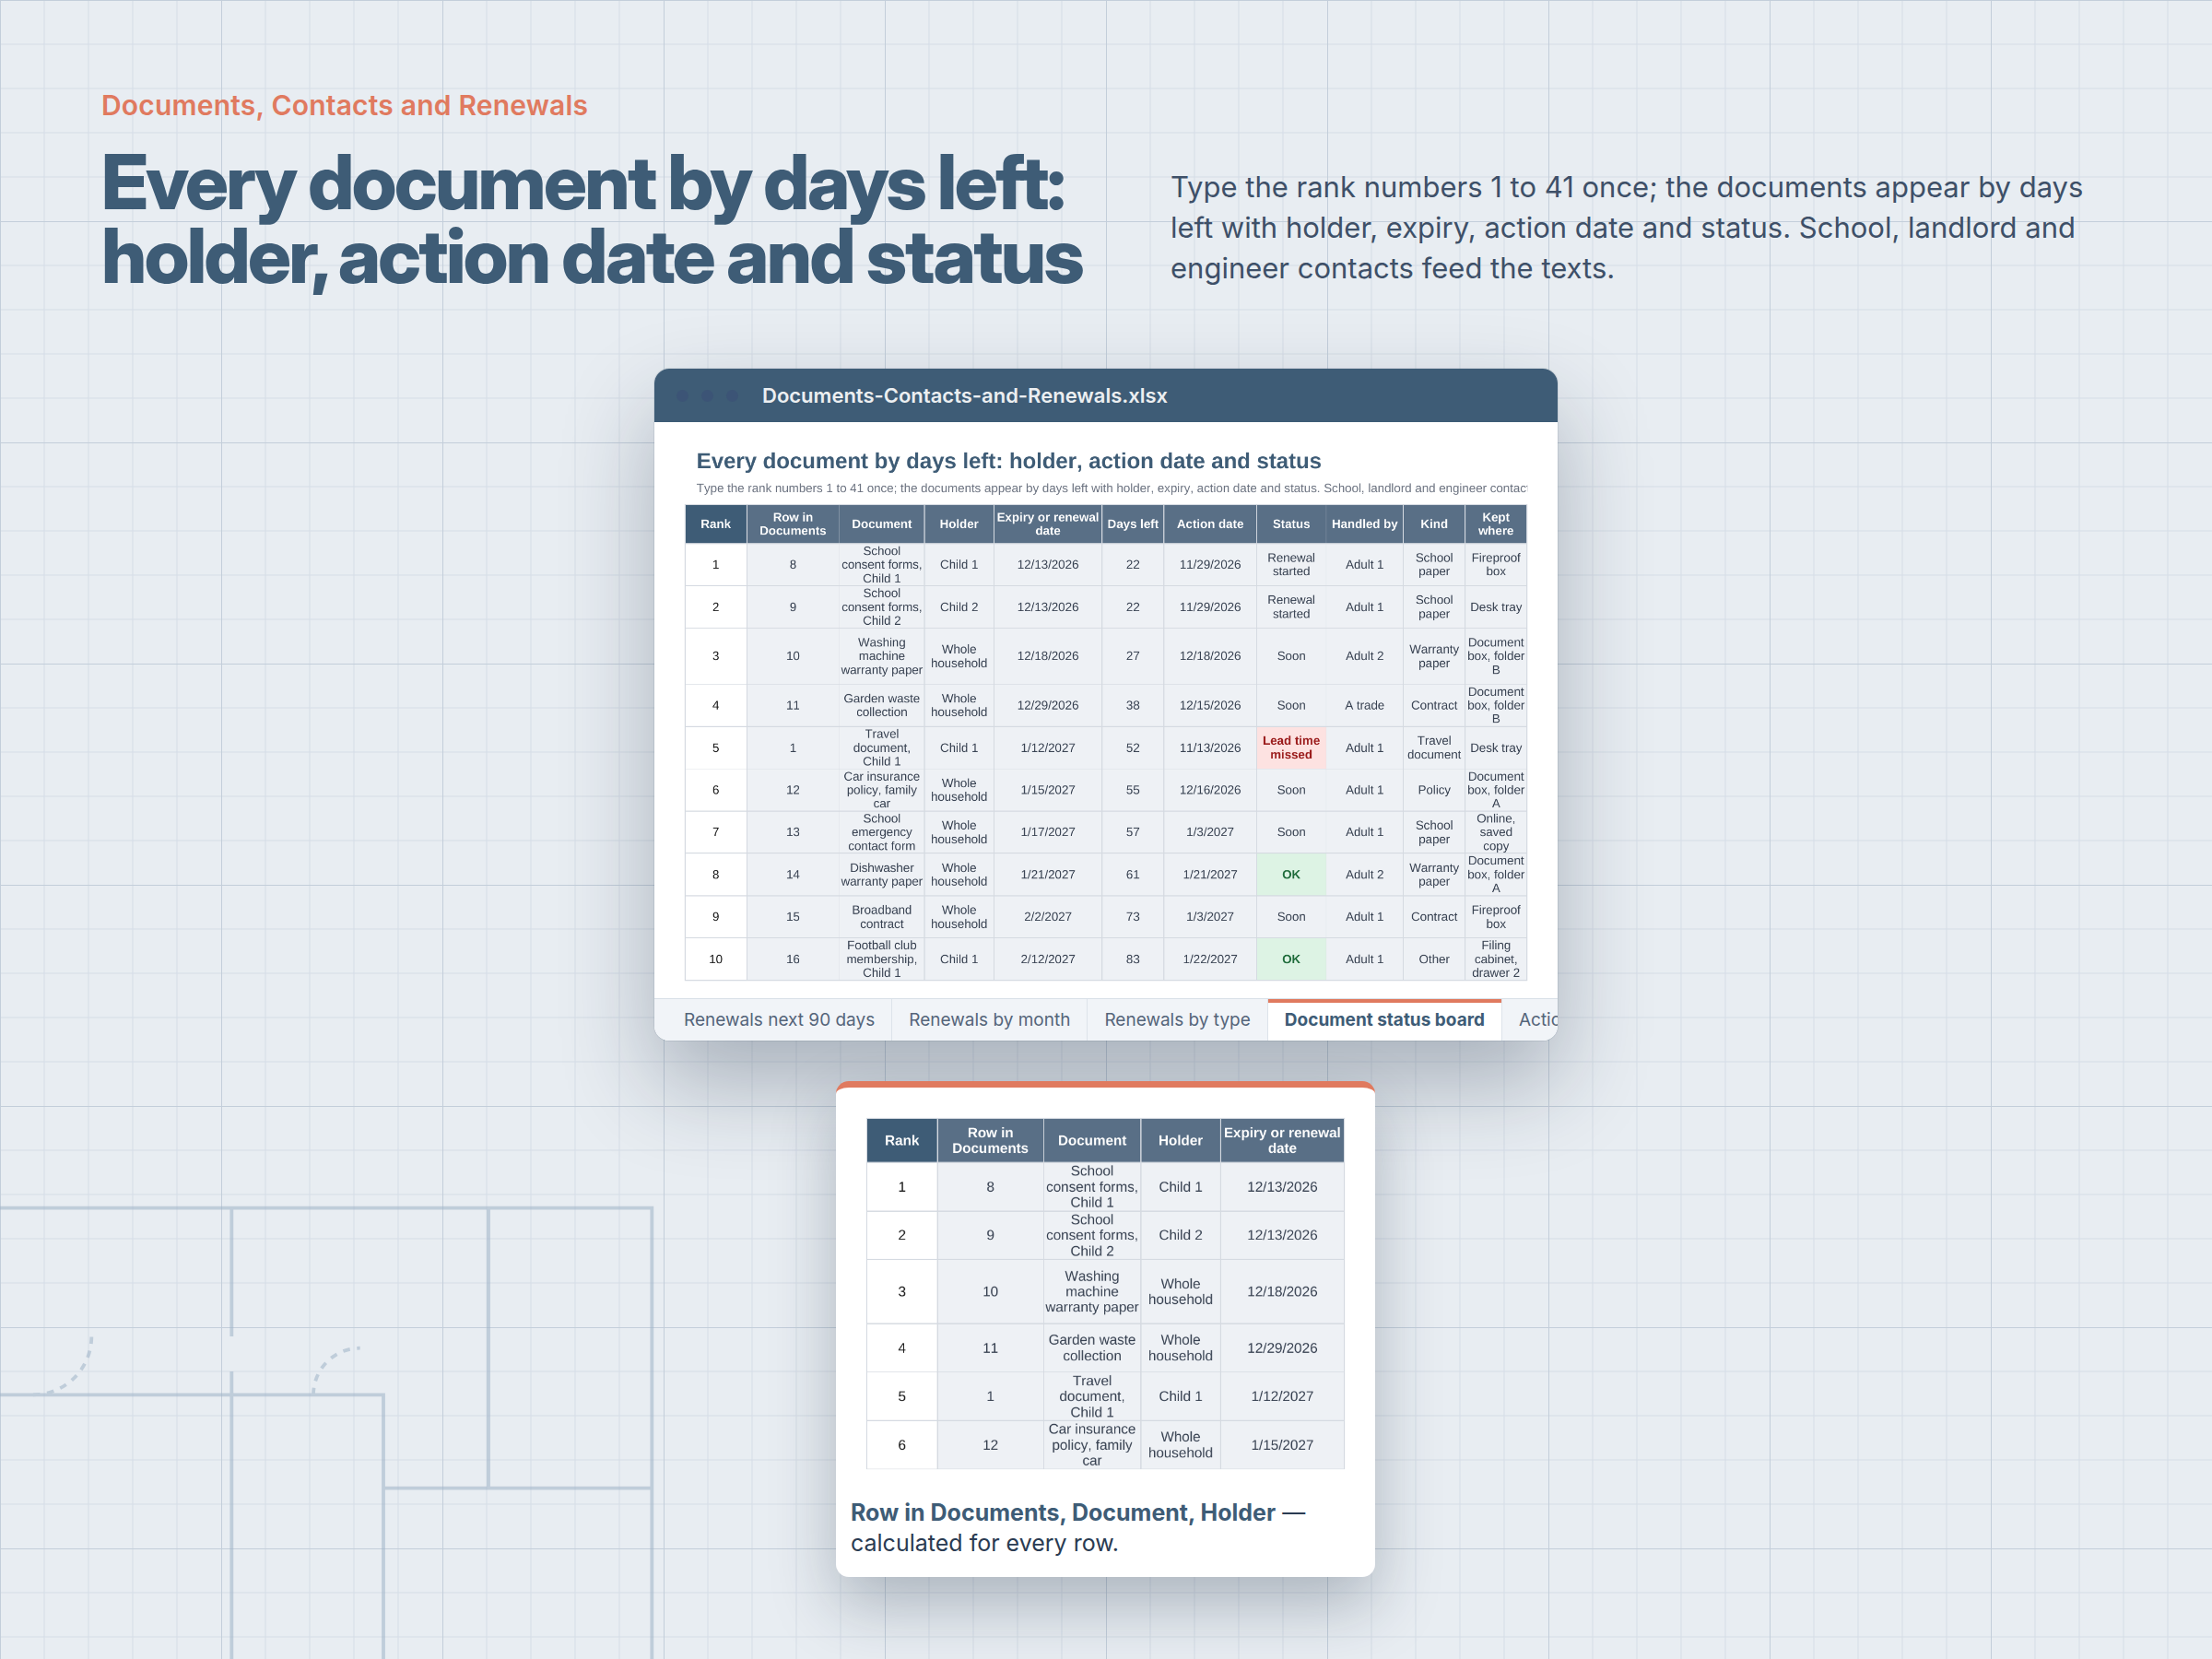 Documents, Contacts and Renewals
Every document by days left:
holder, action date and status
Type the rank numbers 1 to 41 once; the documents appear by days
left with holder, expiry, action date and status. School, landlord and
engineer contacts feed the texts.
Documents-Contacts-and-Renewals.xlsx
Every document by days left: holder, action date and status
Type the rank numbers 1 to 41 once; the documents appear by days left with holder, expiry, action date and status. School, landlord and engineer contac
Rank Row in Documents Document Holder Expiry or renewal date Days left Action date Status Handled by Kind Kept where
1 8 School consent forms, Child 1 Child 1 12/13/2026 22 11/29/2026 Renewal started Adult 1 School paper Fireproof box
2 9 School consent forms, Child 2 Child 2 12/13/2026 22 11/29/2026 Renewal started Adult 1 School paper Desk tray
3 10 Washing machine warranty paper Whole household 12/18/2026 27 12/18/2026 Soon Adult 2 Warranty paper Document box, folder B
4 11 Garden waste collection Whole household 12/29/2026 38 12/15/2026 Soon A trade Contract Document box, folder B
5 1 Travel document, Child 1 Child 1 1/12/2027 52 11/13/2026 Lead time missed Adult 1 Travel document Desk tray
6 12 Car insurance policy, family car Whole household 1/15/2027 55 12/16/2026 Soon Adult 1 Policy Document box, folder A
7 13 School emergency contact form Whole household 1/17/2027 57 1/3/2027 Soon Adult 1 School paper Online, saved copy
8 14 Dishwasher warranty paper Whole household 1/21/2027 61 1/21/2027 OK Adult 2 Warranty paper Document box, folder A
9 15 Broadband contract Whole household 2/2/2027 73 1/3/2027 Soon Adult 1 Contract Fireproof box
10 16 Football club membership, Child 1 Child 1 2/12/2027 83 1/22/2027 OK Adult 1 Other Filing cabinet, drawer 2
Renewals next 90 days Renewals by month Renewals by type Document status board Actio
Rank Row in Documents Document Holder Expiry or renewal date
1 8 School consent forms, Child 1 Child 1 12/13/2026
2 9 School consent forms, Child 2 Child 2 12/13/2026
3 10 Washing machine warranty paper Whole household 12/18/2026
4 11 Garden waste collection Whole household 12/29/2026
5 1 Travel document, Child 1 Child 1 1/12/2027
6 12 Car insurance policy, family car Whole household 1/15/2027
Row in Documents, Document, Holder —
calculated for every row.